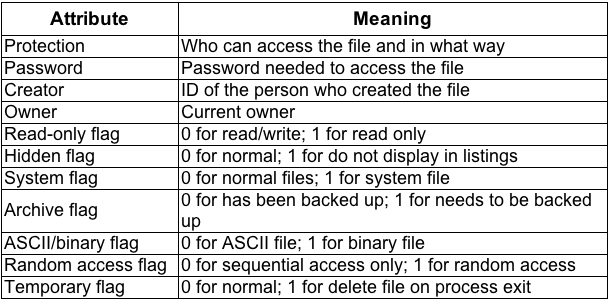 Attribute Meaning
Protection Who can access the file and in what way
Password Password needed to access the file
Creator ID of the person who created the file
Owner Current owner
Read-only flag 0 for read/write; 1 for read only
Hidden flag 0 for normal; 1 for do not display in listings
System flag 0 for normal files; 1 for system file
Archive flag 0 for has been backed up; 1 for needs to be backed
up
ASCII/binary flag 0 for ASCII file; 1 for binary file
Random access flag 0 for sequential access only; 1 for random access
Temporary flag 0 for normal; 1 for delete file on process exit